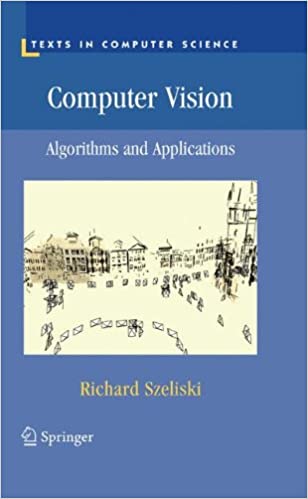 TEXTS IN COMPUTER SCIENCE
Computer Vision
Algorithms and Applications
Richard Szeliski
Springer